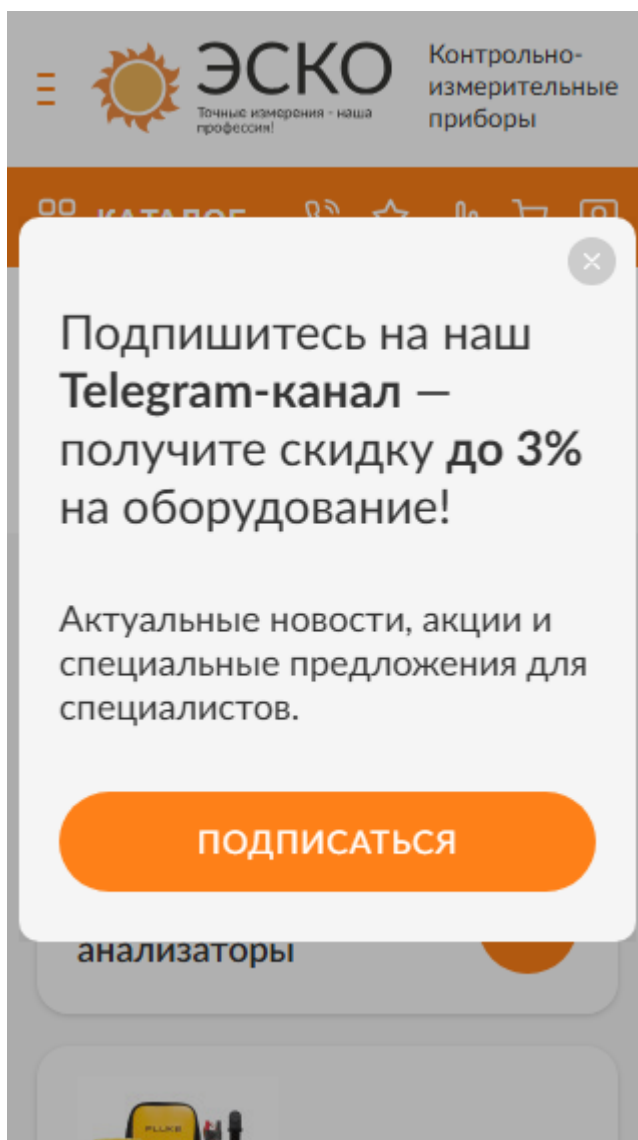 ЭСКО
Точные измерения - наша
профессия!
Контрольно-
измерительные
приборы
КАТАЛОГ
Подпишитесь на наш
Telegram-канал —
получите скидку до 3%
на оборудование!
Актуальные новости, акции и
специальные предложения для
специалистов.
ПОДПИСАТЬСЯ
анализаторы
FLUKE